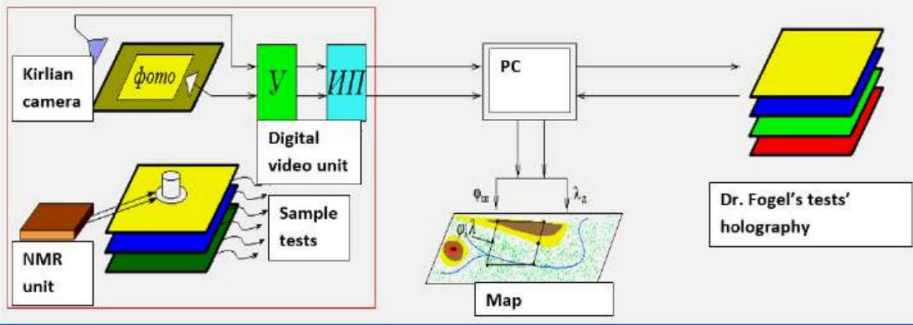 Kirlian
camera
фото
У
ИП
Digital
video unit
PC
Dr. Fogel's tests'
holography
NMR
unit
Sample
tests
φш
λд
φ,λ
Map